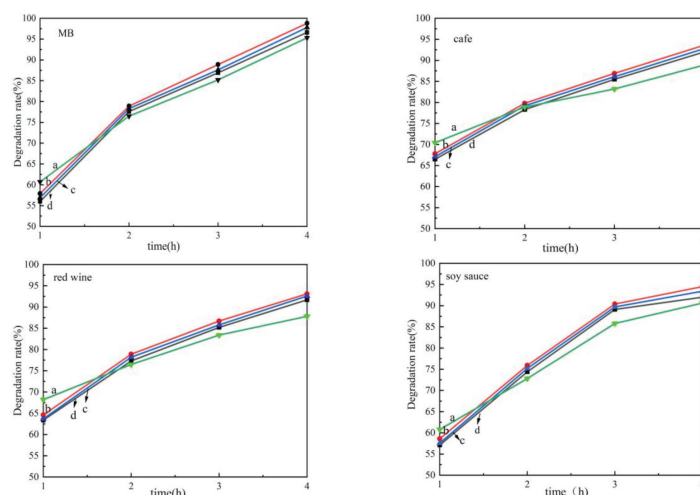 MB
Degradation rate(%)
100
95
90
85
80
75
70
65
60
55
50
a
b
c
d
1
2
3
4
time(h)
cafe
Degradation rate(%)
100
95
90
85
80
75
70
65
60
55
50
a
b
d
c
1
2
3
time(h)
red wine
Degradation rate(%)
100
95
90
85
80
75
70
65
60
55
50
a
b
c
d
1
2
3
4
time(h)
soy sauce
Degradation rate(%)
100
95
90
85
80
75
70
65
60
55
50
a
b
c
d
1
2
3
time（h）